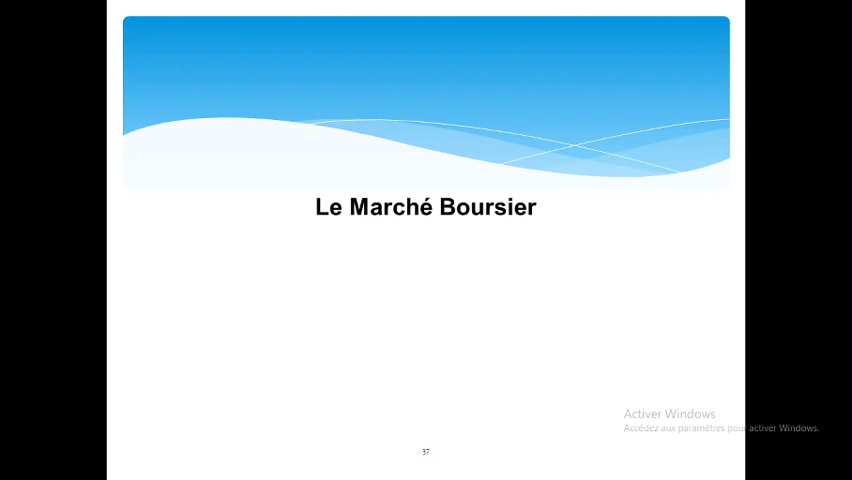 Le Marché Boursier
Activer Windows
Accédez aux paramètres pour activer Windows.
37